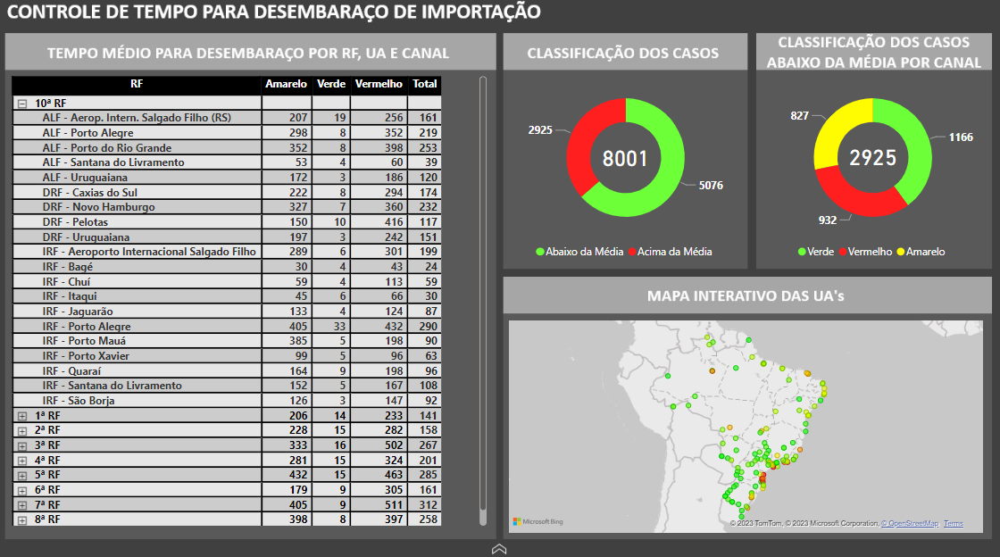 CONTROLE DE TEMPO PARA DESEMBARAÇO DE IMPORTAÇÃO
TEMPO MÉDIO PARA DESEMBARAÇO POR RF, UA E CANAL
RF Amarelo Verde Vermelho Total
10ª RF
ALF - Aerop. Intern. Salgado Filho (RS) 207 19 256 161
ALF - Porto Alegre 298 8 352 219
ALF - Porto do Rio Grande 352 8 398 253
ALF - Santana do Livramento 53 4 60 39
ALF - Uruguaiana 172 3 186 120
DRF - Caxias do Sul 222 8 294 174
DRF - Novo Hamburgo 327 7 360 232
DRF - Pelotas 150 10 416 117
DRF - Uruguaiana 197 3 242 151
IRF - Aeroporto Internacional Salgado Filho 289 6 301 199
IRF - Bagé 30 4 43 24
IRF - Chuí 59 4 113 59
IRF - Itaqui 45 6 66 30
IRF - Jaguarão 133 4 124 87
IRF - Porto Alegre 405 33 432 290
IRF - Porto Mauá 385 5 198 90
IRF - Porto Xavier 99 5 96 63
IRF - Quaraí 164 9 198 96
IRF - Santana do Livramento 152 5 167 108
IRF - São Borja 126 3 147 92
1ª RF 206 14 233 141
2ª RF 228 15 282 158
3ª RF 333 16 502 267
4ª RF 281 15 324 201
5ª RF 432 15 463 285
6ª RF 179 9 305 161
7ª RF 405 9 511 312
8ª RF 398 8 397 258
CLASSIFICAÇÃO DOS CASOS
2925
8001
5076
Abaixo da Média Acima da Média
CLASSIFICAÇÃO DOS CASOS
ABAIXO DA MÉDIA POR CANAL
827
1166
2925
932
Verde Vermelho Amarelo
MAPA INTERATIVO DAS UA's
Microsoft Bing
© 2023 TomTom, © 2023 Microsoft Corporation, © OpenStreetMap Terms